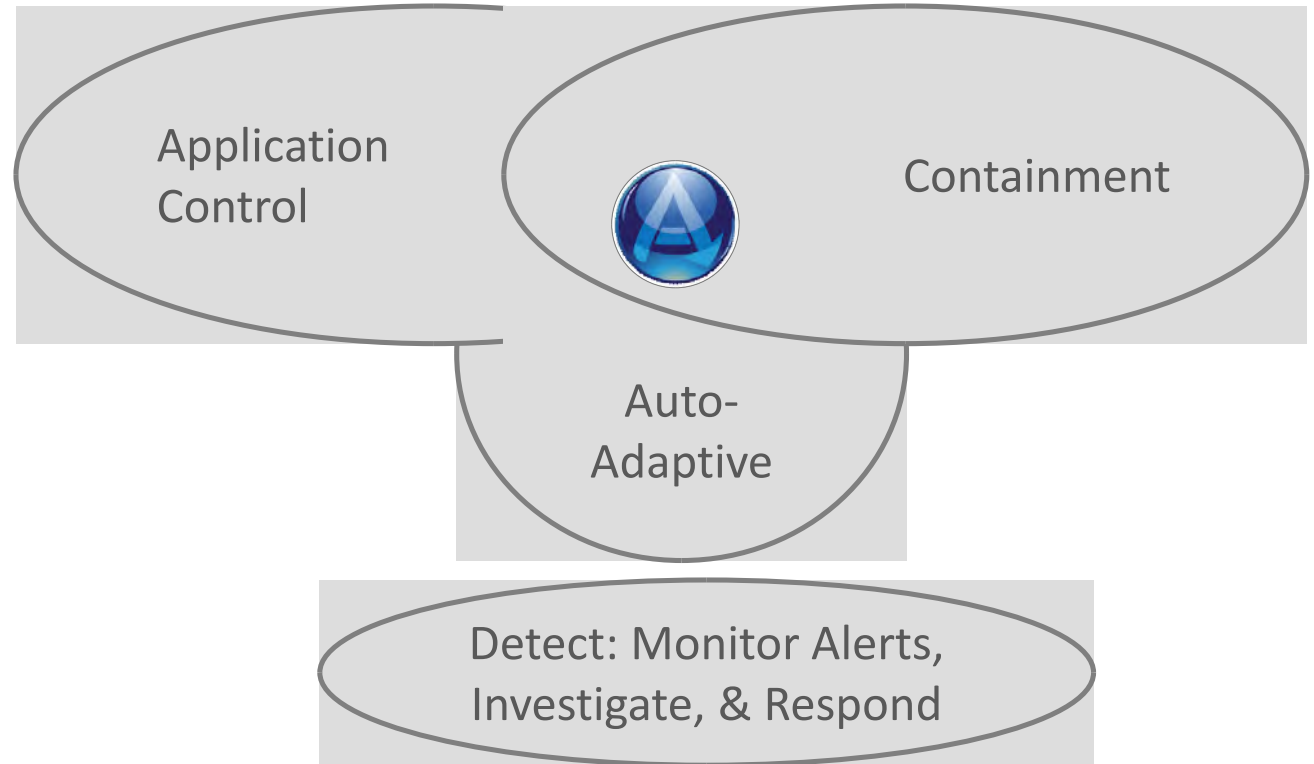 Application
Control
Containment
Auto-
Adaptive
Detect: Monitor Alerts,
Investigate, & Respond